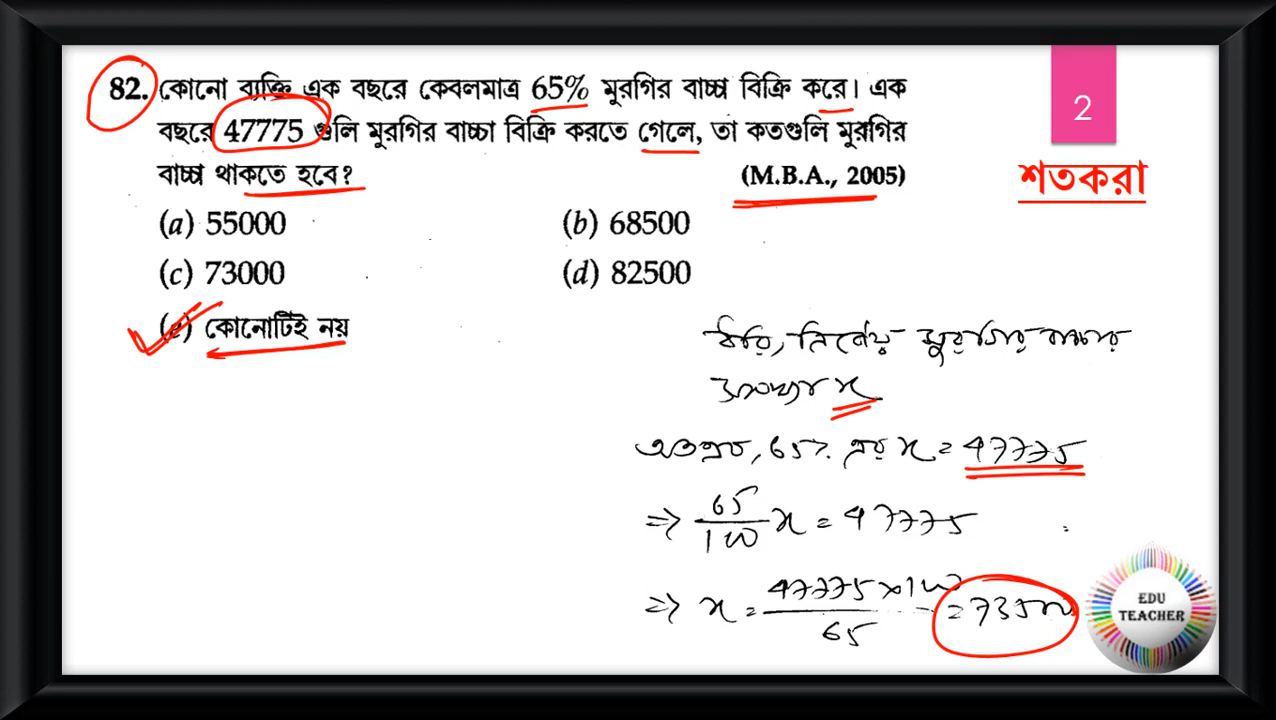 82. কোনো ব্যক্তি এক বছরে কেবলমাত্র 65% মুরগির বাচ্চা বিক্রি করে। এক
বছরে 47775 গুলি মুরগির বাচ্চা বিক্রি করতে গেলে, তা কতগুলি মুরগির
বাচ্চা থাকতে হবে?
(M.B.A., 2005)
(a) 55000
(b) 68500
(c) 73000
(d) 82500
(e) কোনোটিই নয়
2
শতকরা
ধরি, নির্ণেয় মুরগির বাচ্চার
সংখ্যা x
অতএব, 65% এর x = 47775
⇒ 65/100 x = 47775
⇒ x = 47775×100/65 = 73500
EDU
TEACHER